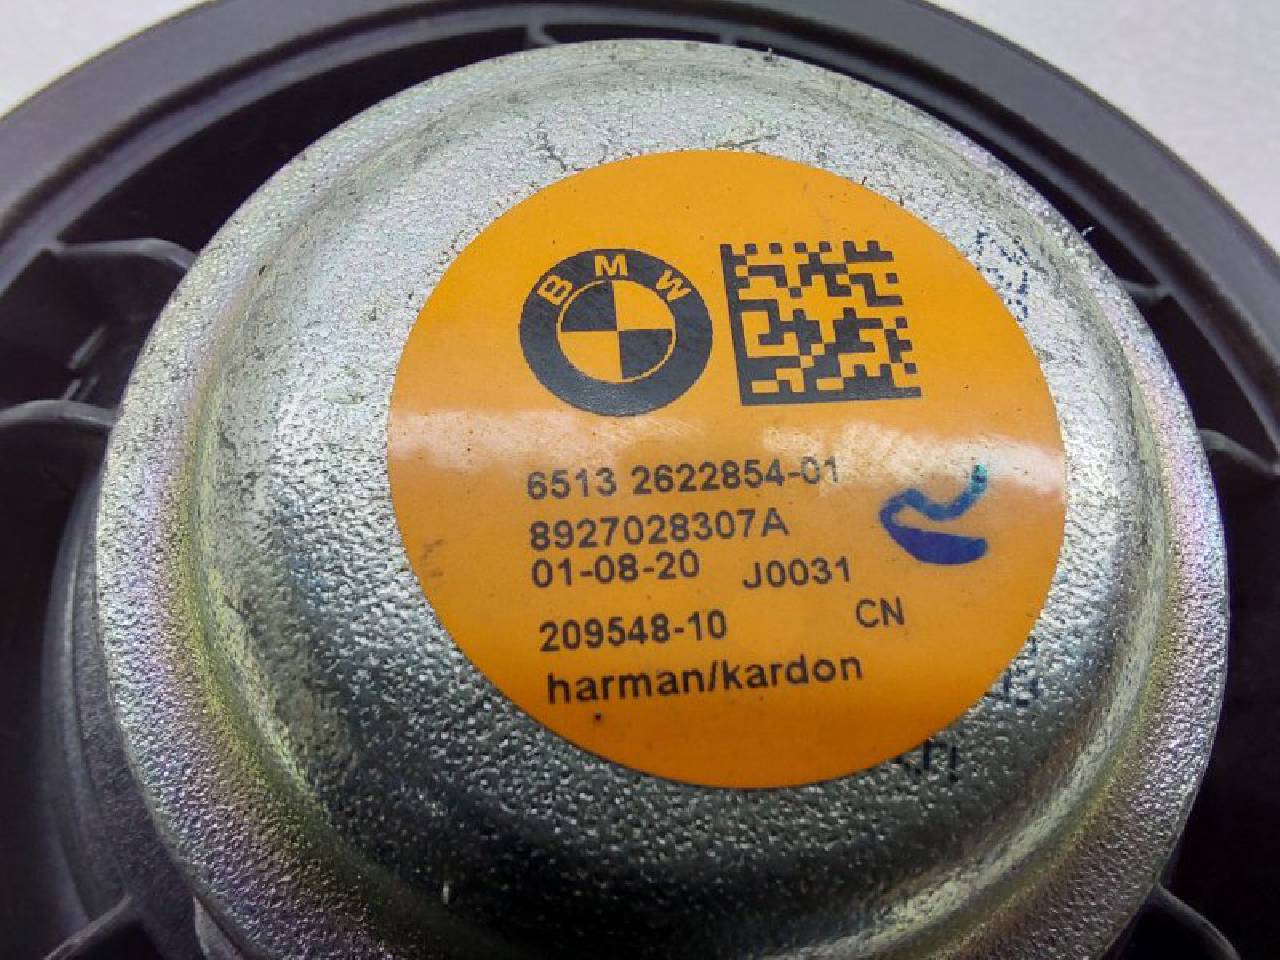 BMW
6513 2622854-01
8927028307A
01-08-20 J0031
209548-10 CN
harman/kardon